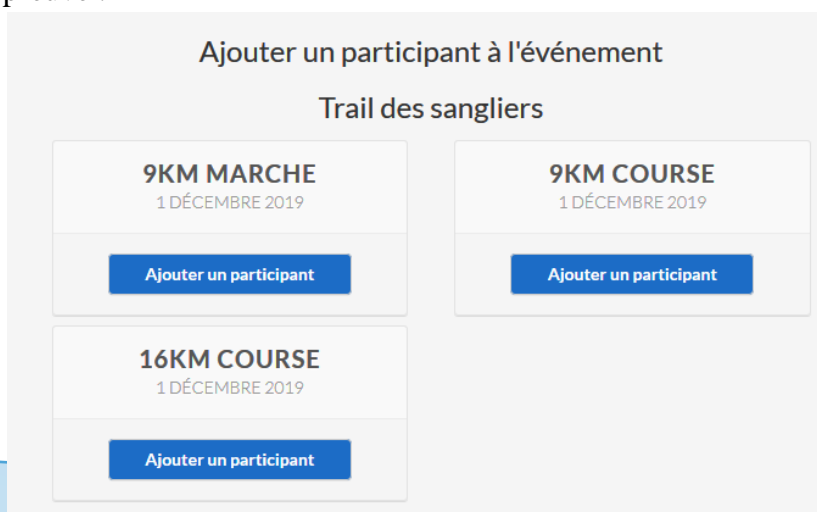 Ajouter un participant à l'événement
Trail des sangliers
9KM MARCHE
1 DÉCEMBRE 2019
Ajouter un participant
9KM COURSE
1 DÉCEMBRE 2019
Ajouter un participant
16KM COURSE
1 DÉCEMBRE 2019
Ajouter un participant